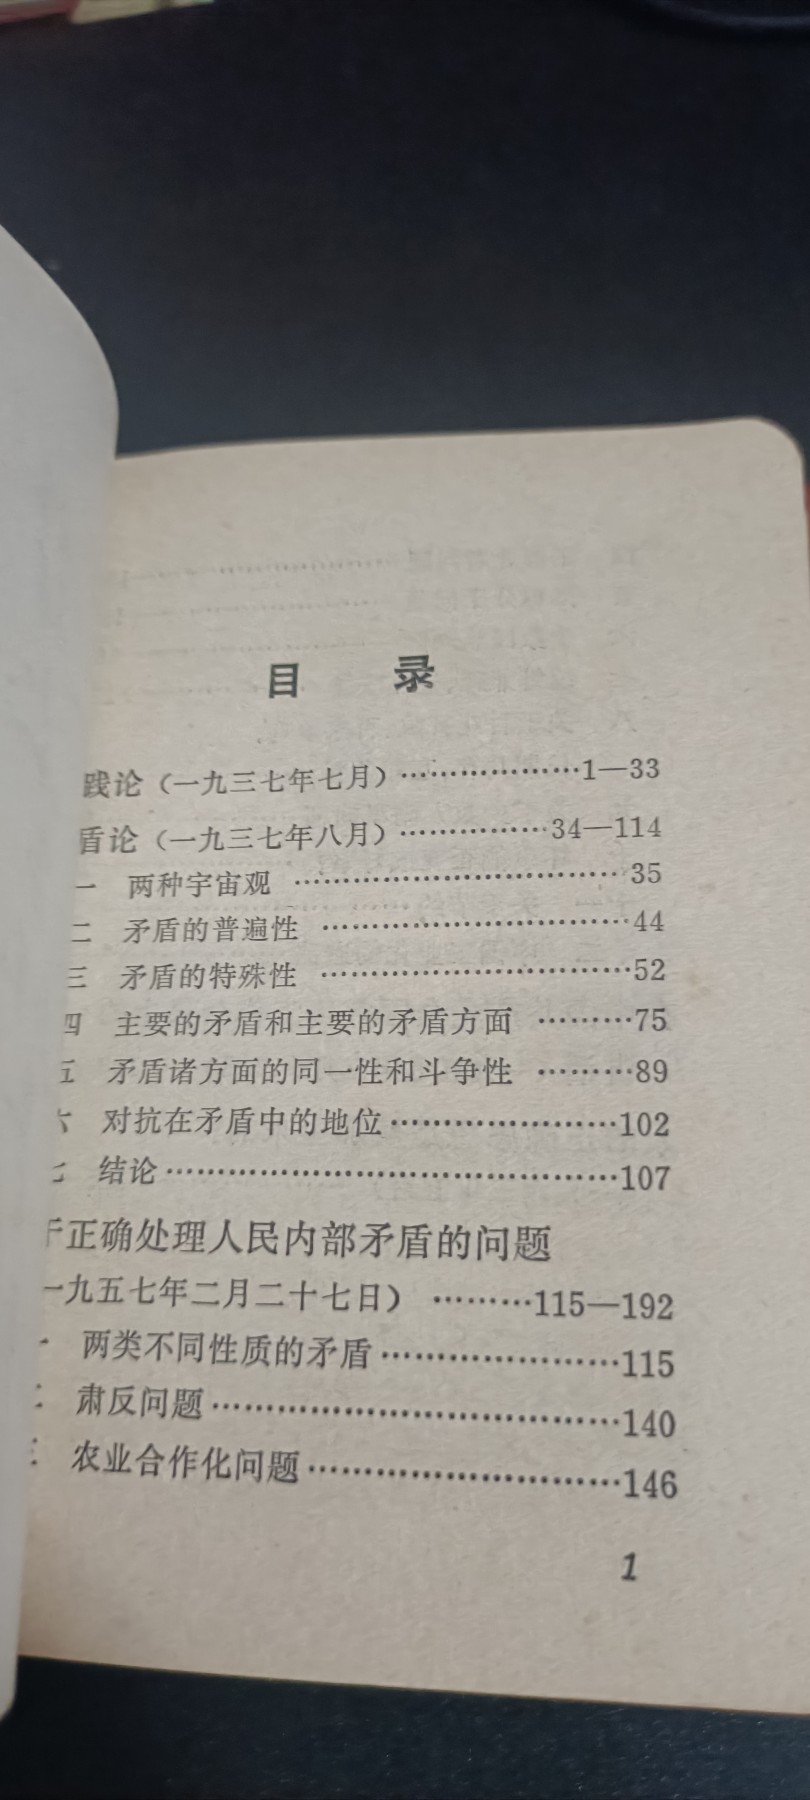 目 录
践论（一九三七年七月）………………1—33
盾论（一九三七年八月）……………34—114
一 两种宇宙观 ……………………………35
二 矛盾的普遍性 …………………………44
三 矛盾的特殊性 …………………………52
四 主要的矛盾和主要的矛盾方面 ………75
五 矛盾诸方面的同一性和斗争性 ………89
六 对抗在矛盾中的地位…………………102
七 结论……………………………………107
于正确处理人民内部矛盾的问题
一九五七年二月二十七日） ………115—192
一 两类不同性质的矛盾…………………115
二 肃反问题………………………………140
三 农业合作化问题………………………146
1